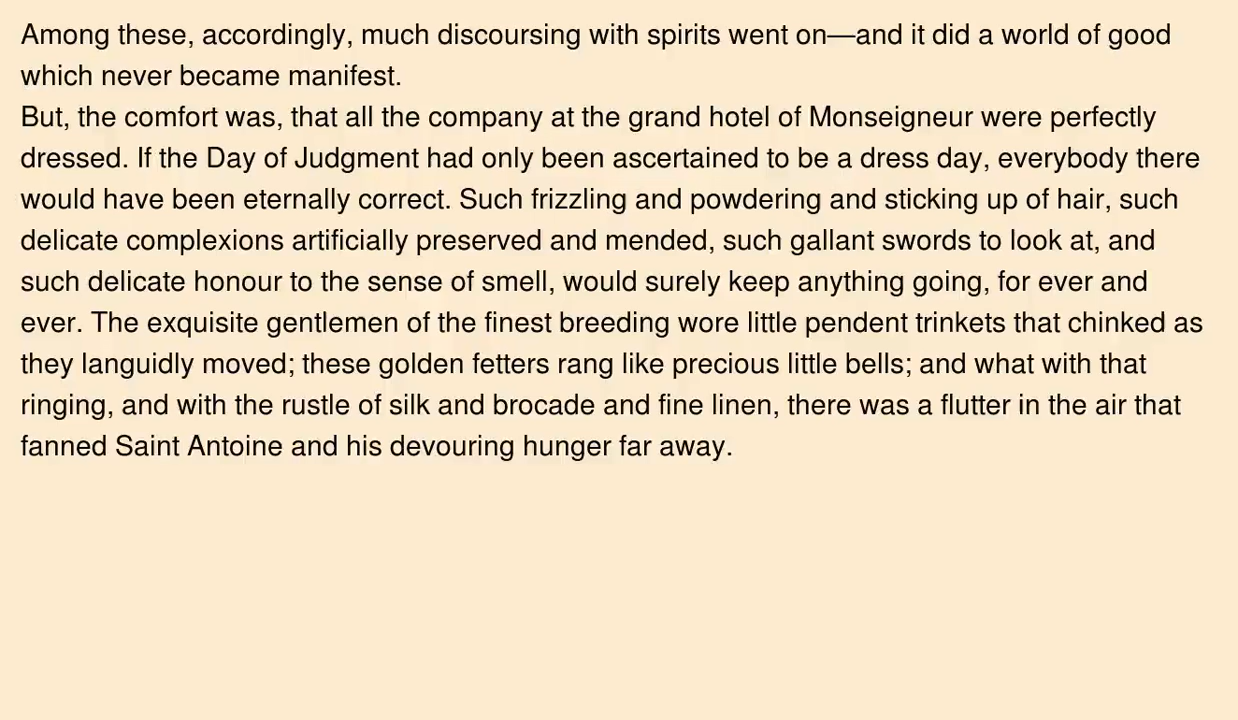 Among these, accordingly, much discoursing with spirits went on—and it did a world of good
which never became manifest.
But, the comfort was, that all the company at the grand hotel of Monseigneur were perfectly
dressed. If the Day of Judgment had only been ascertained to be a dress day, everybody there
would have been eternally correct. Such frizzling and powdering and sticking up of hair, such
delicate complexions artificially preserved and mended, such gallant swords to look at, and
such delicate honour to the sense of smell, would surely keep anything going, for ever and
ever. The exquisite gentlemen of the finest breeding wore little pendent trinkets that chinked as
they languidly moved; these golden fetters rang like precious little bells; and what with that
ringing, and with the rustle of silk and brocade and fine linen, there was a flutter in the air that
fanned Saint Antoine and his devouring hunger far away.